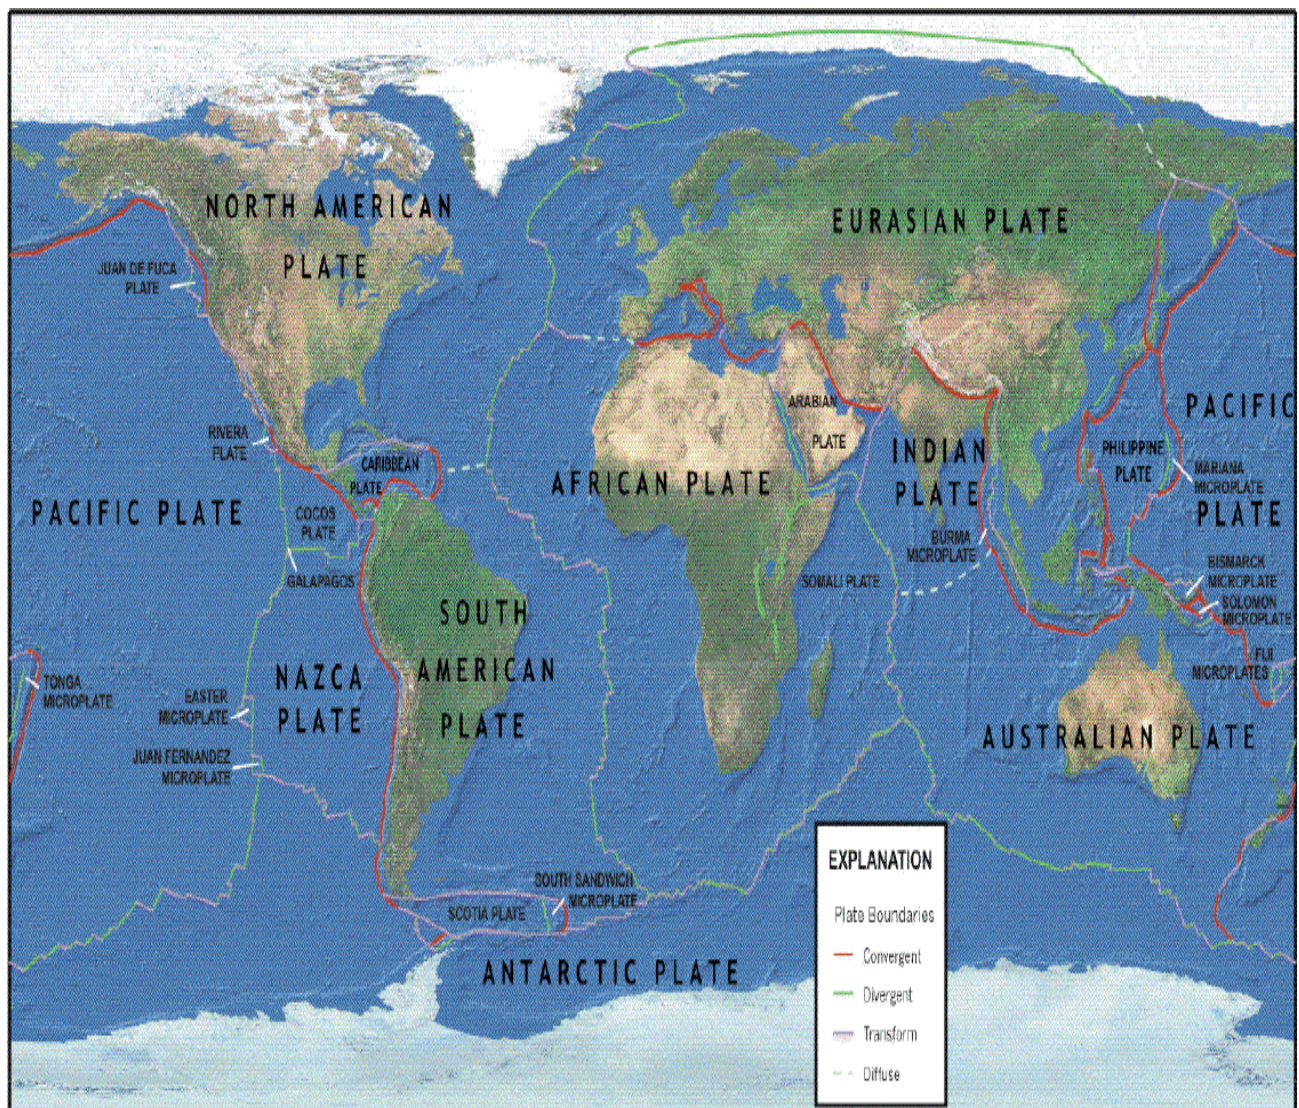 NORTH AMERICAN
PLATE
EURASIAN PLATE
JUAN DE FUCA
PLATE
ARABIAN
PLATE
PACIFIC
RIVERA
PLATE
CARIBBEAN
PLATE
INDIAN
PLATE
PHILIPPINE
PLATE
MARIANA
MICROPLATE
PLATE
AFRICAN PLATE
PACIFIC PLATE
COCOS
PLATE
BURMA
MICROPLATE
GALAPAGOS
SOMALI PLATE
BISMARCK
MICROPLATE
SOLOMON
MICROPLATE
SOUTH
AMERICAN
PLATE
FIJI
MICROPLATES
TONGA
MICROPLATE
NAZCA
PLATE
EASTER
MICROPLATE
JUAN FERNANDEZ
MICROPLATE
AUSTRALIAN PLATE
SOUTH SANDWICH
MICROPLATE
SCOTIA PLATE
ANTARCTIC PLATE
EXPLANATION
Plate Boundaries
Convergent
Divergent
Transform
Diffuse